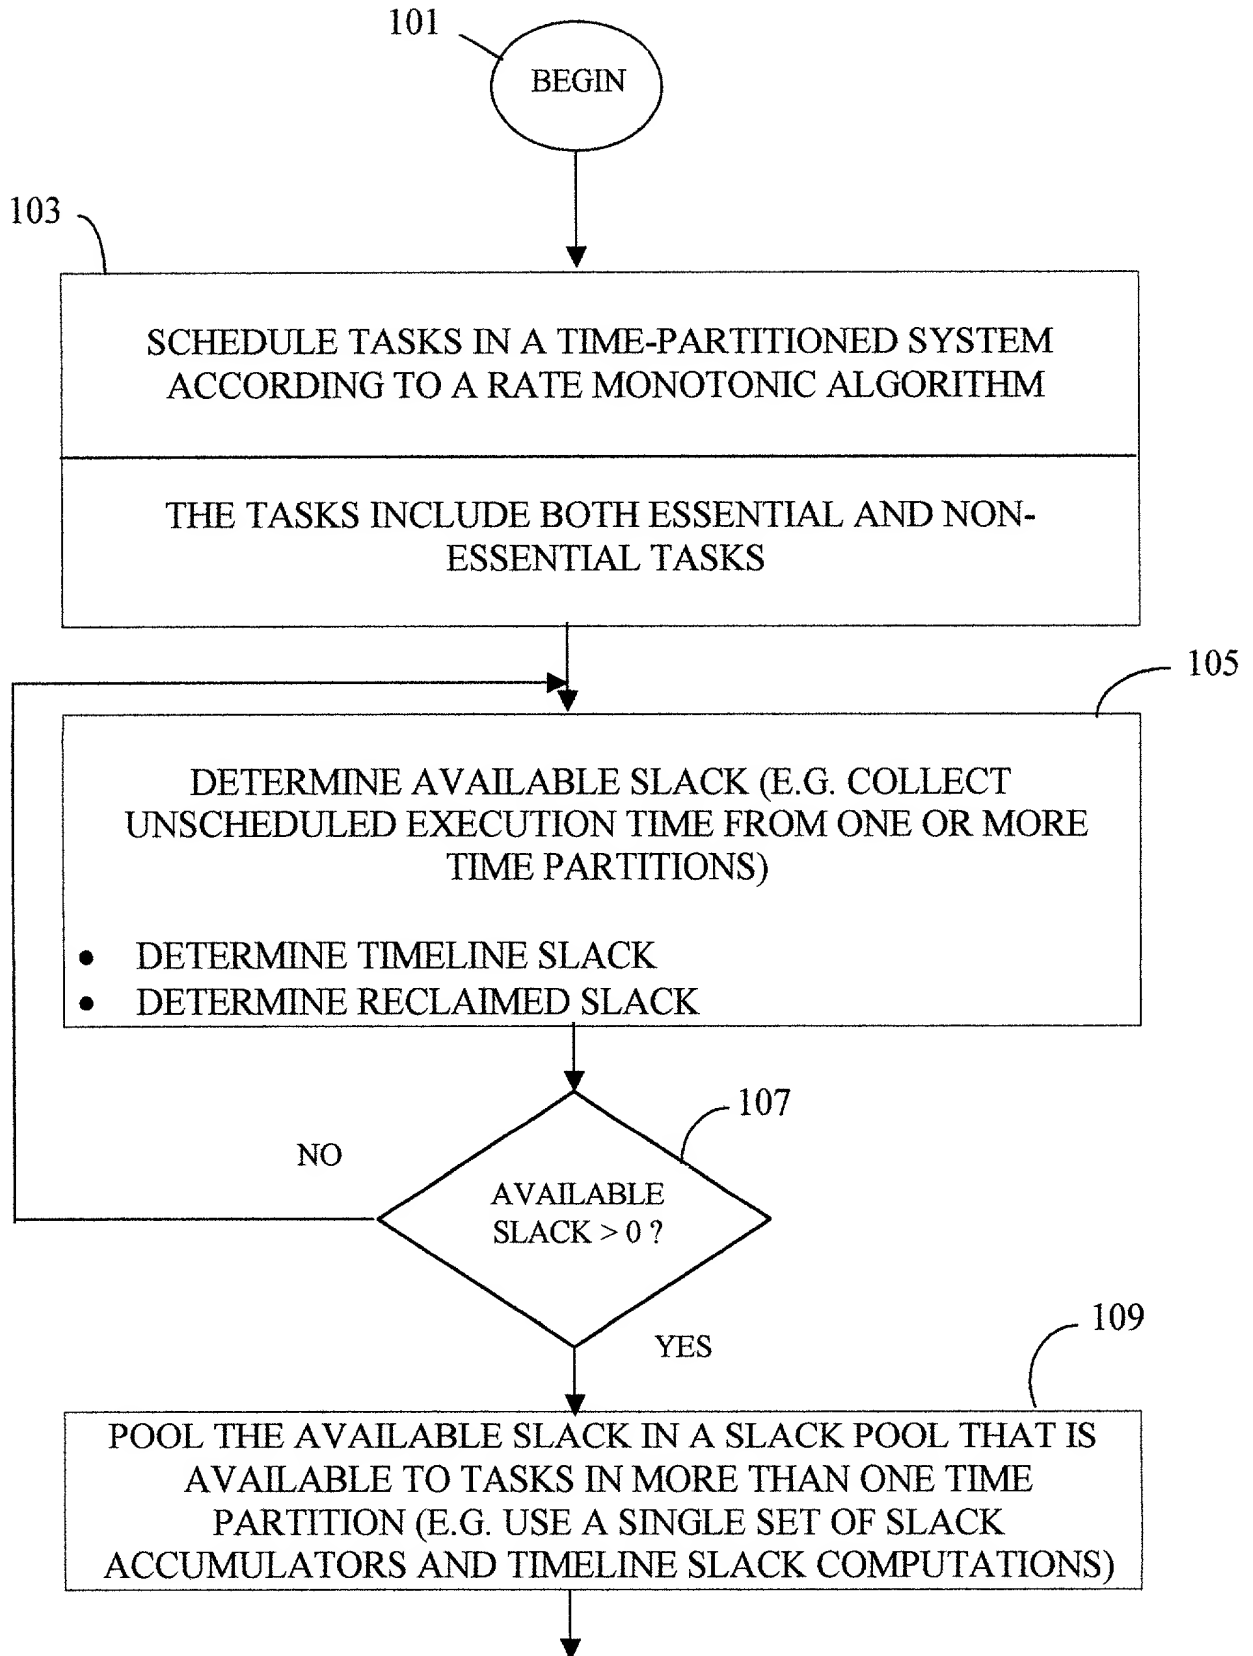 101
BEGIN
103
SCHEDULE TASKS IN A TIME-PARTITIONED SYSTEM
ACCORDING TO A RATE MONOTONIC ALGORITHM
THE TASKS INCLUDE BOTH ESSENTIAL AND NON-
ESSENTIAL TASKS
105
DETERMINE AVAILABLE SLACK (E.G. COLLECT
UNSCHEDULED EXECUTION TIME FROM ONE OR MORE
TIME PARTITIONS)
• DETERMINE TIMELINE SLACK
• DETERMINE RECLAIMED SLACK
107
NO
AVAILABLE
SLACK > 0 ?
YES
109
POOL THE AVAILABLE SLACK IN A SLACK POOL THAT IS
AVAILABLE TO TASKS IN MORE THAN ONE TIME
PARTITION (E.G. USE A SINGLE SET OF SLACK
ACCUMULATORS AND TIMELINE SLACK COMPUTATIONS)